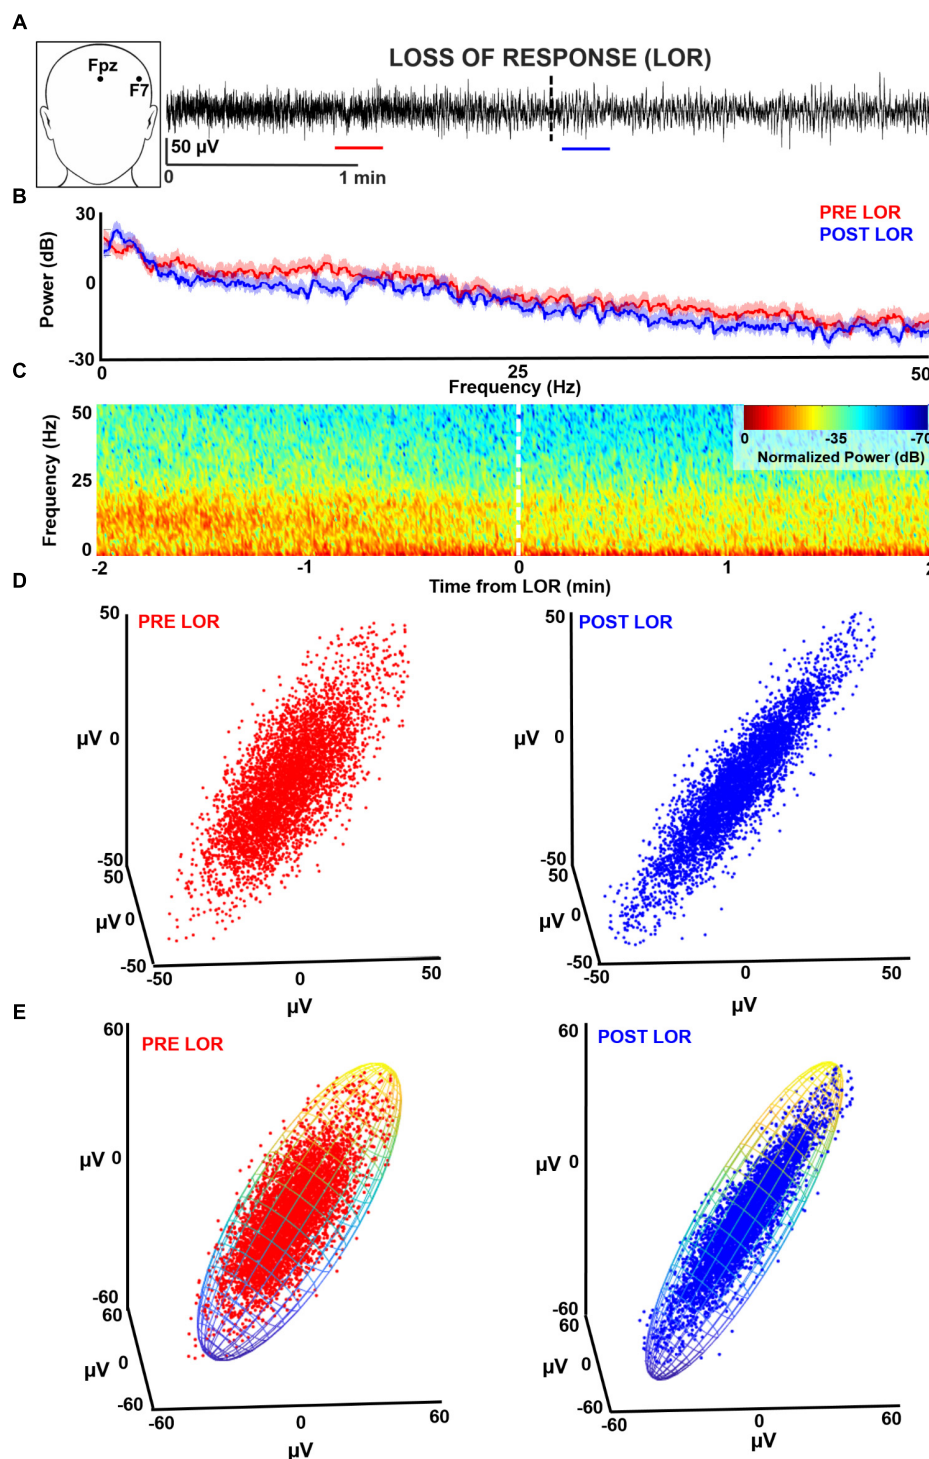 A
Fpz
F7
LOSS OF RESPONSE (LOR)
50 µV
0
1 min
B
30
0
-30
Power (dB)
PRE LOR
POST LOR
0
25
50
Frequency (Hz)
C
50
25
0
Frequency (Hz)
0
-35
-70
Normalized Power (dB)
-2
-1
0
1
2
Time from LOR (min)
D
50
PRE LOR
µV 0
-50
50
µV 0
-50
-50
0
50
µV
50
POST LOR
µV 0
-50
50
µV 0
-50
-50
0
50
µV
E
60
PRE LOR
µV 0
-60
60
µV 0
-60
-60
0
60
µV
60
POST LOR
µV 0
-60
60
µV 0
-60
-60
0
60
µV